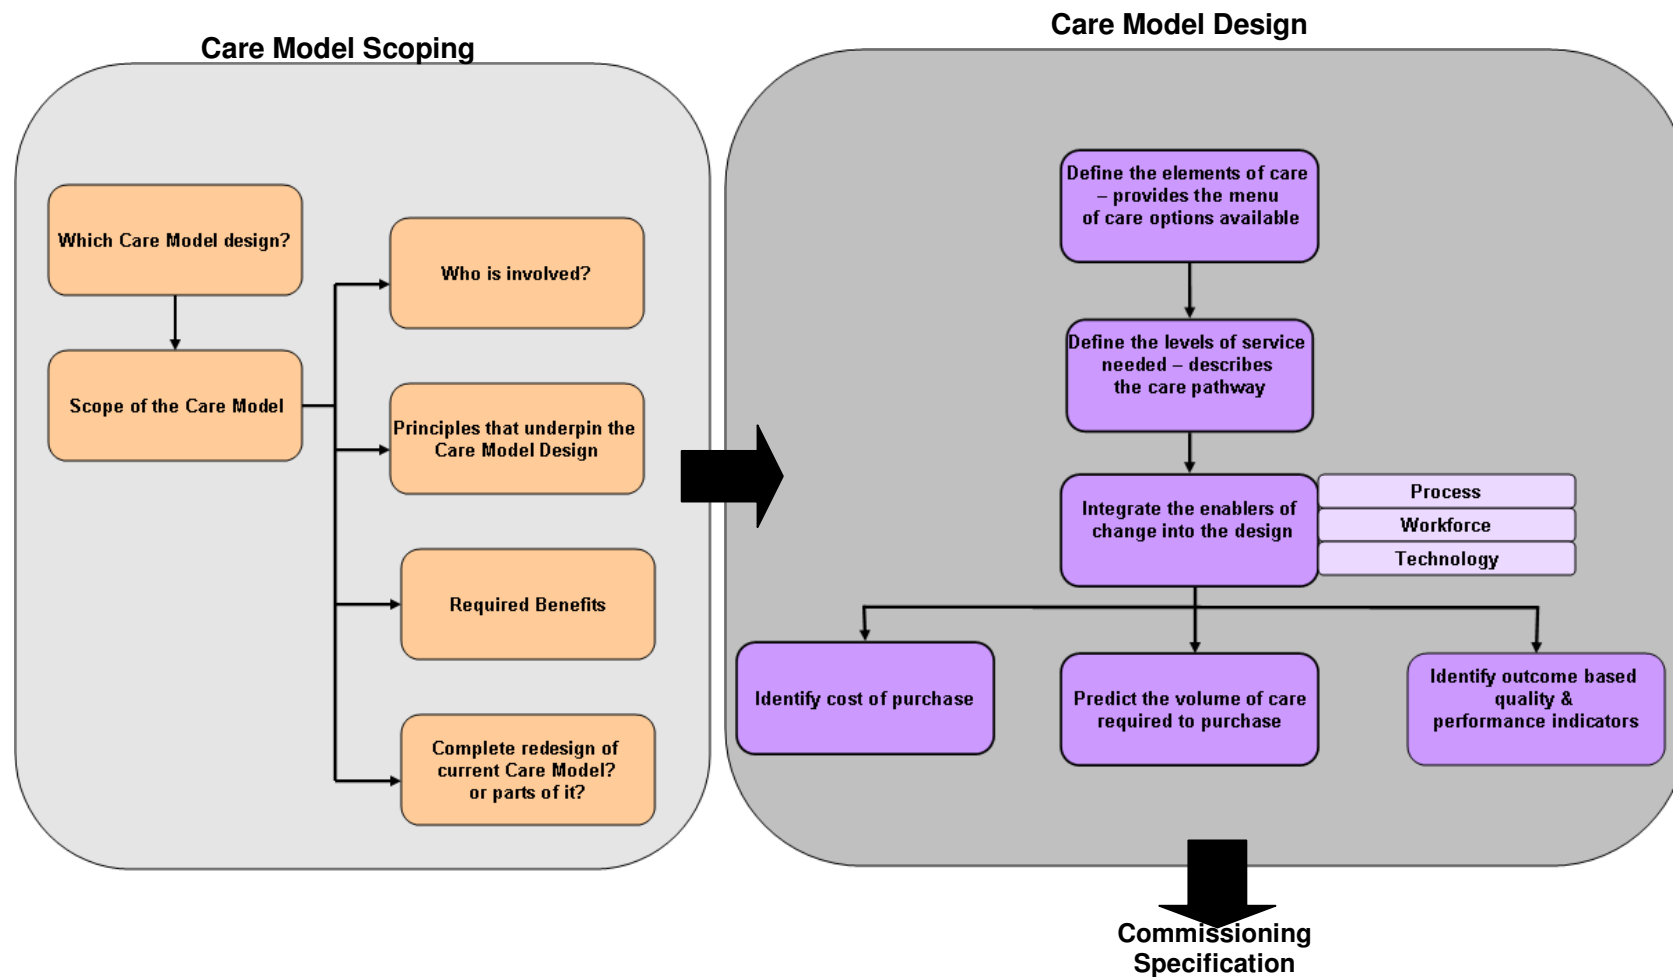 Care Model Scoping
Which Care Model design?
Scope of the Care Model
Who is involved?
Principles that underpin the
Care Model Design
Required Benefits
Complete redesign of
current Care Model?
or parts of it?
Care Model Design
Define the elements of care
– provides the menu
of care options available
Define the levels of service
needed – describes
the care pathway
Integrate the enablers of
change into the design
Process
Workforce
Technology
Identify cost of purchase
Predict the volume of care
required to purchase
Identify outcome based
quality &
performance indicators
Commissioning
Specification